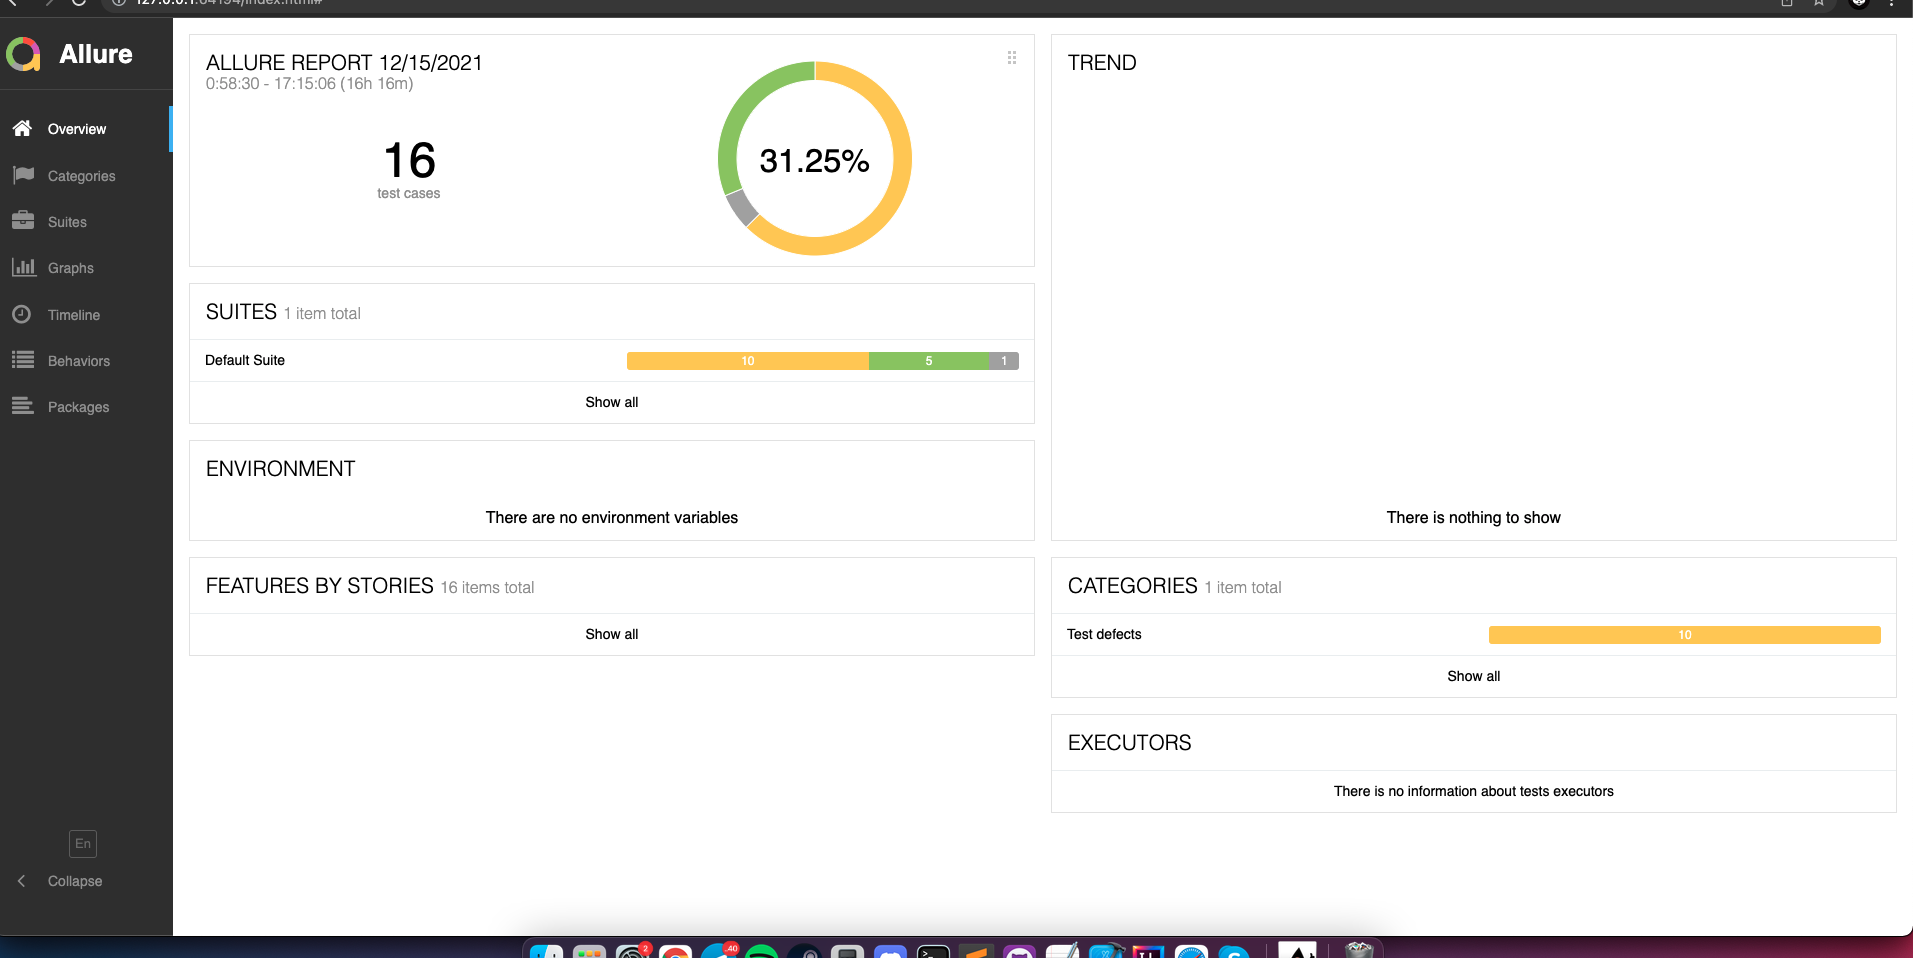 Allure
Overview
Categories
Suites
Graphs
Timeline
Behaviors
Packages
En
Collapse
ALLURE REPORT 12/15/2021
0:58:30 - 17:15:06 (16h 16m)
16
test cases
31.25%
SUITES 1 item total
Default Suite 10 5 1
Show all
ENVIRONMENT
There are no environment variables
FEATURES BY STORIES 16 items total
Show all
TREND
There is nothing to show
CATEGORIES 1 item total
Test defects 10
Show all
EXECUTORS
There is no information about tests executors
2
40